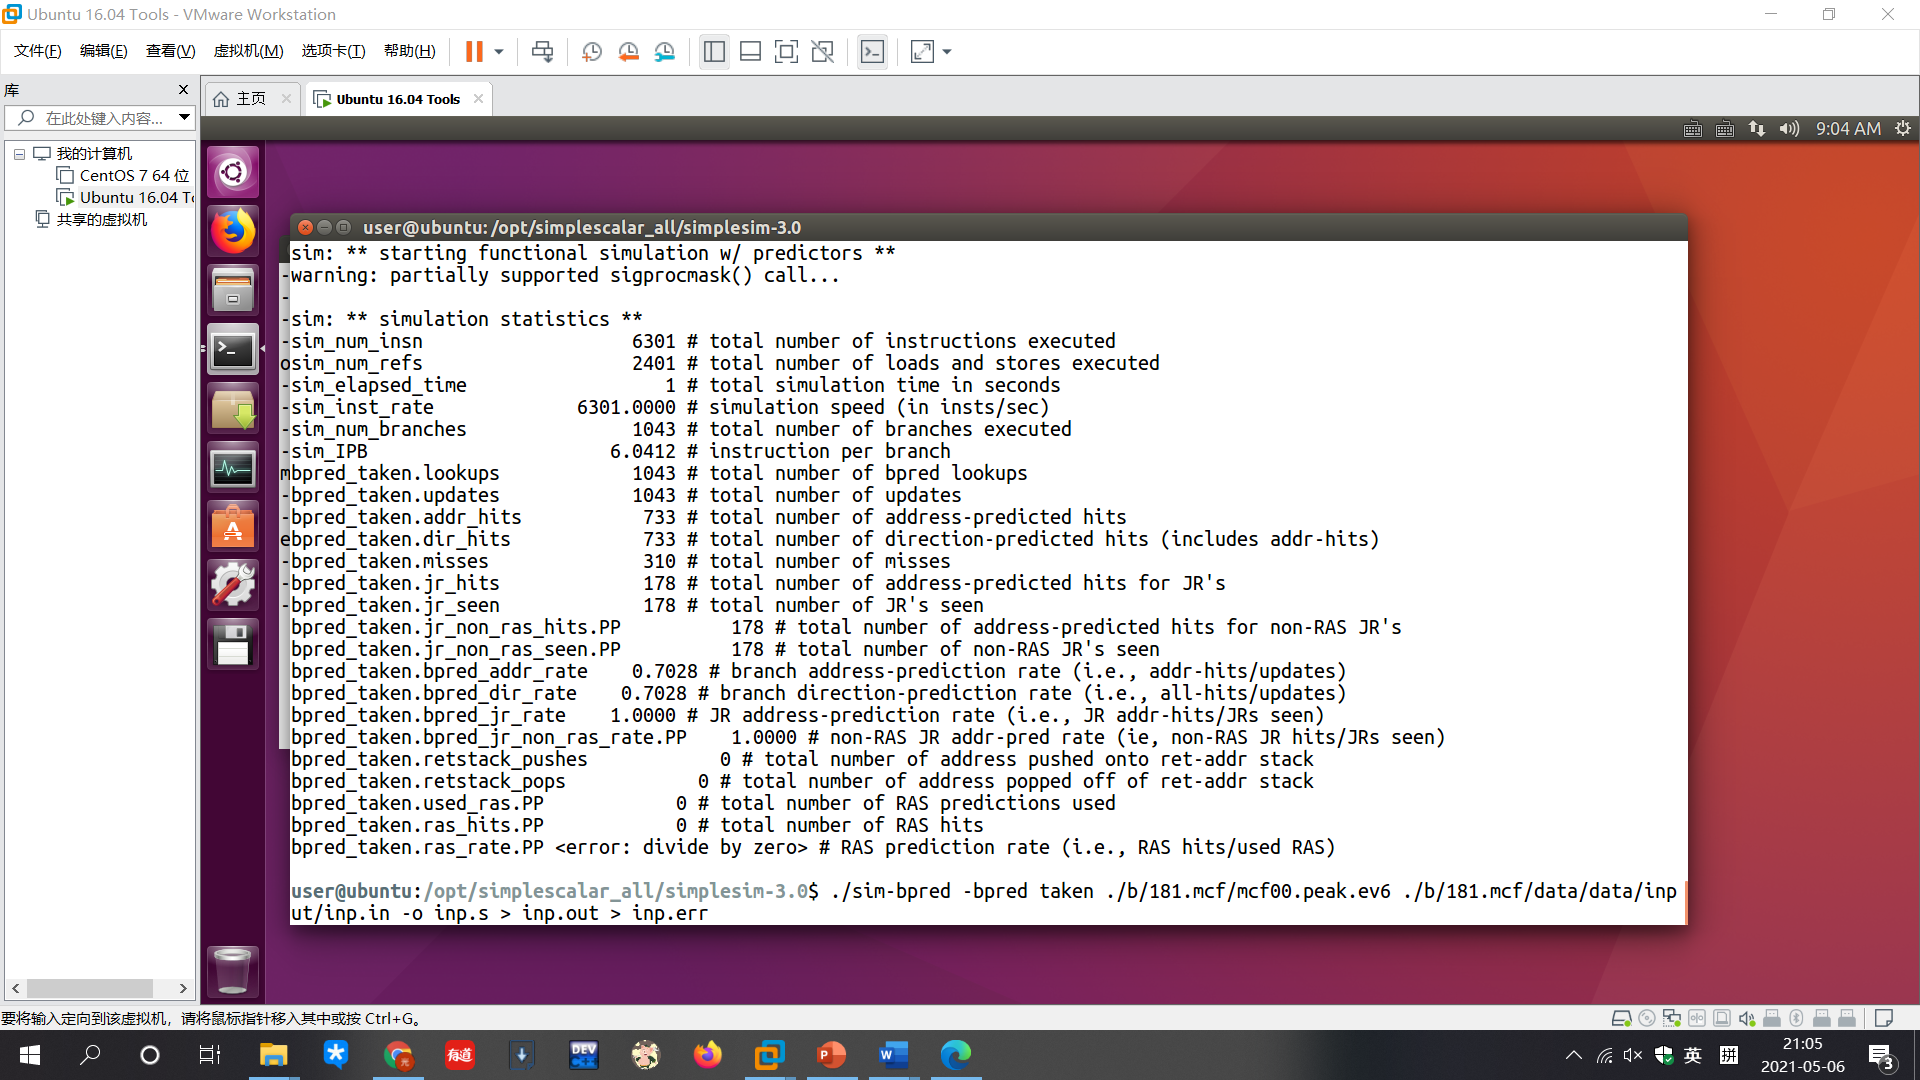 Ubuntu 16.04 Tools - VMware Workstation
文件(F) 编辑(E) 查看(V) 虚拟机(M) 选项卡(T) 帮助(H)
库
在此处键入内容...
我的计算机
CentOS 7 64 位
Ubuntu 16.04 To
共享的虚拟机
主页
Ubuntu 16.04 Tools
9:04 AM
user@ubuntu: /opt/simplescalar_all/simplesim-3.0
sim: ** starting functional simulation w/ predictors **
-warning: partially supported sigprocmask() call...
-
-sim: ** simulation statistics **
-sim_num_insn 6301 # total number of instructions executed
osim_num_refs 2401 # total number of loads and stores executed
-sim_elapsed_time 1 # total simulation time in seconds
-sim_inst_rate 6301.0000 # simulation speed (in insts/sec)
-sim_num_branches 1043 # total number of branches executed
-sim_IPB 6.0412 # instruction per branch
mbpred_taken.lookups 1043 # total number of bpred lookups
-bpred_taken.updates 1043 # total number of updates
-bpred_taken.addr_hits 733 # total number of address-predicted hits
ebpred_taken.dir_hits 733 # total number of direction-predicted hits (includes addr-hits)
-bpred_taken.misses 310 # total number of misses
-bpred_taken.jr_hits 178 # total number of address-predicted hits for JR's
-bpred_taken.jr_seen 178 # total number of JR's seen
bpred_taken.jr_non_ras_hits.PP 178 # total number of address-predicted hits for non-RAS JR's
bpred_taken.jr_non_ras_seen.PP 178 # total number of non-RAS JR's seen
bpred_taken.bpred_addr_rate 0.7028 # branch address-prediction rate (i.e., addr-hits/updates)
bpred_taken.bpred_dir_rate 0.7028 # branch direction-prediction rate (i.e., all-hits/updates)
bpred_taken.bpred_jr_rate 1.0000 # JR address-prediction rate (i.e., JR addr-hits/JRs seen)
bpred_taken.bpred_jr_non_ras_rate.PP 1.0000 # non-RAS JR addr-pred rate (ie, non-RAS JR hits/JRs seen)
bpred_taken.retstack_pushes 0 # total number of address pushed onto ret-addr stack
bpred_taken.retstack_pops 0 # total number of address popped off of ret-addr stack
bpred_taken.used_ras.PP 0 # total number of RAS predictions used
bpred_taken.ras_hits.PP 0 # total number of RAS hits
bpred_taken.ras_rate.PP <error: divide by zero> # RAS prediction rate (i.e., RAS hits/used RAS)
user@ubuntu:/opt/simplescalar_all/simplesim-3.0$ ./sim-bpred -bpred taken ./b/181.mcf/mcf00.peak.ev6 ./b/181.mcf/data/data/inp
ut/inp.in -o inp.s > inp.out > inp.err
要将输入定向到该虚拟机，请将鼠标指针移入其中或按 Ctrl+G。
有道
DEV
C++
P
W
英
拼
21:05
2021-05-06
3